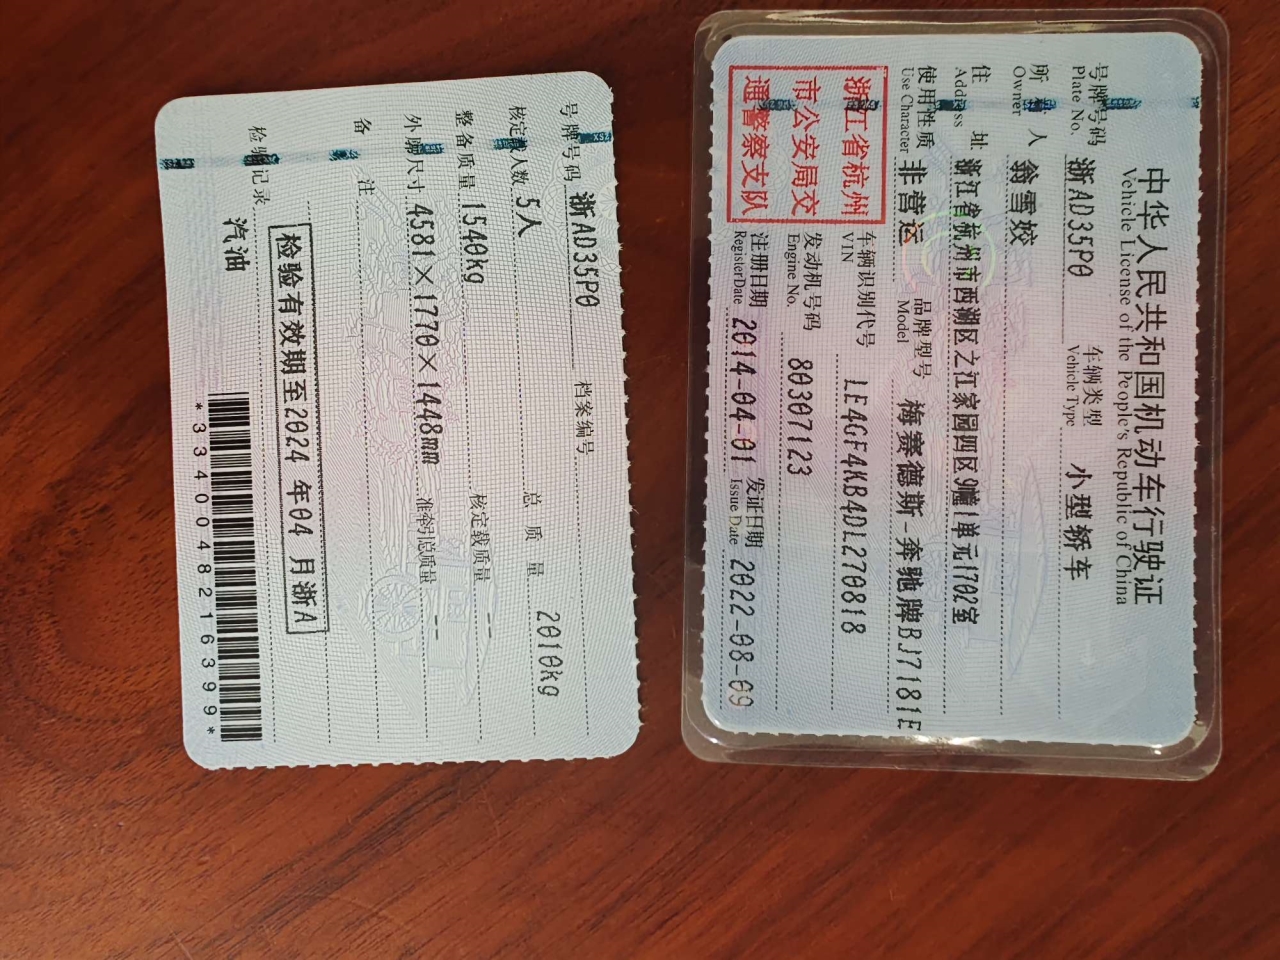 中华人民共和国机动车行驶证
Vehicle License of the People's Republic of China
号牌号码 浙AD35P0 车辆类型 小型轿车
Plate No. Vehicle Type
所有人 翁雪姣
Owner
住址 浙江省杭州市西湖区之江家园四区9幢1单元1702室
Address
使用性质 非营运 品牌型号 梅赛德斯-奔驰牌BJ7181E
Use Character Model
浙江省杭州市公安局交通警察支队
车辆识别代号 LE4GF4KB4DL270818
VIN
发动机号码 80307123
Engine No.
注册日期 2014-04-01 发证日期 2022-08-09
Register Date Issue Date
号牌号码 浙AD35P0 档案编号
核定载人数 5人 总质量 2010kg
整备质量 1540kg 核定载质量 --
外廓尺寸 4581×1770×1448mm 准牵引总质量 --
备注
检验有效期至2024年04月浙A
检验记录
汽油
*3340048216399*